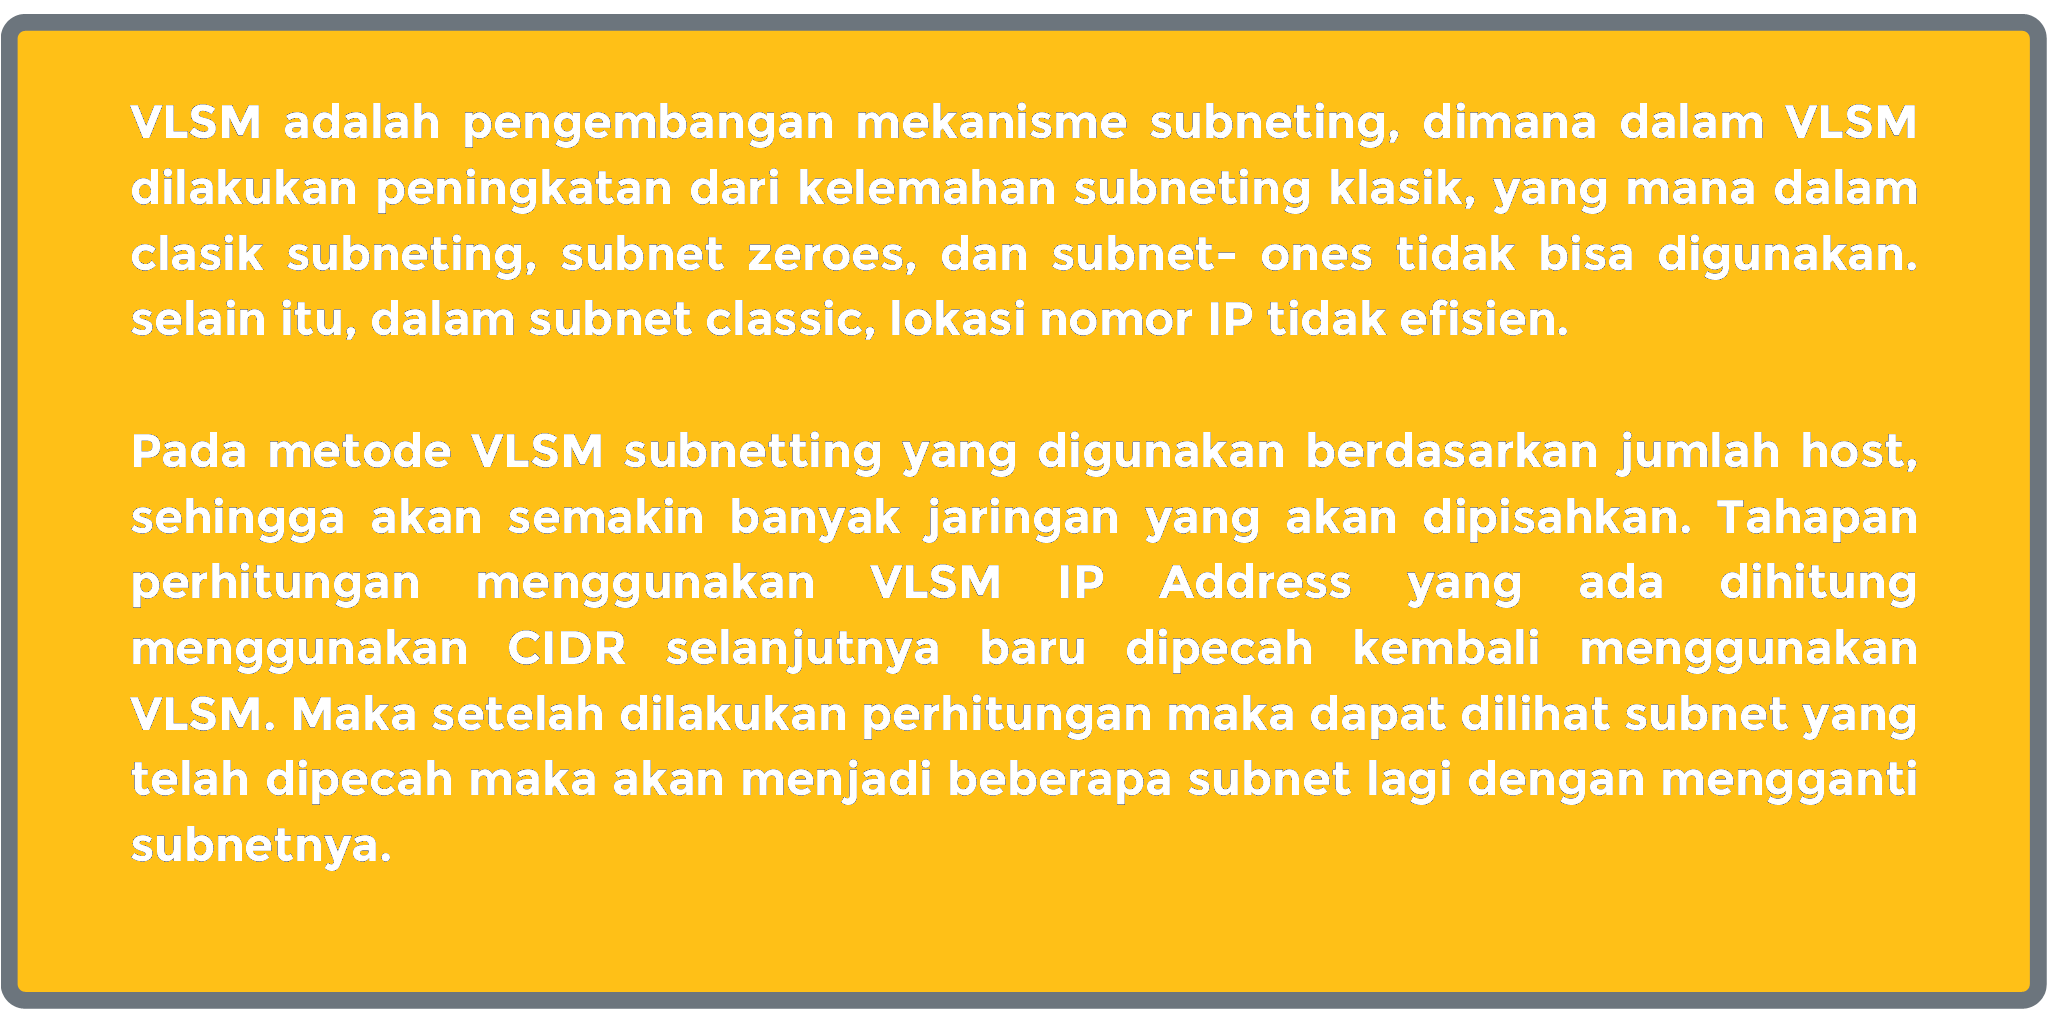 VLSM adalah pengembangan mekanisme subneting, dimana dalam VLSM
dilakukan peningkatan dari kelemahan subneting klasik, yang mana dalam
clasik subneting, subnet zeroes, dan subnet- ones tidak bisa digunakan.
selain itu, dalam subnet classic, lokasi nomor IP tidak efisien.
Pada metode VLSM subnetting yang digunakan berdasarkan jumlah host,
sehingga akan semakin banyak jaringan yang akan dipisahkan. Tahapan
perhitungan menggunakan VLSM IP Address yang ada dihitung
menggunakan CIDR selanjutnya baru dipecah kembali menggunakan
VLSM. Maka setelah dilakukan perhitungan maka dapat dilihat subnet yang
telah dipecah maka akan menjadi beberapa subnet lagi dengan mengganti
subnetnya.